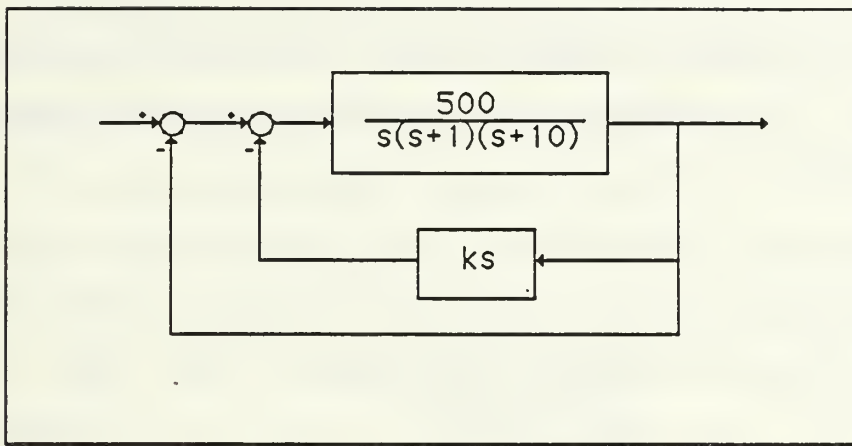 +
+
500
s(s+1)(s+10)
-
-
ks